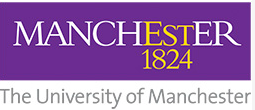 MANCHEstER
1824
The University of Manchester